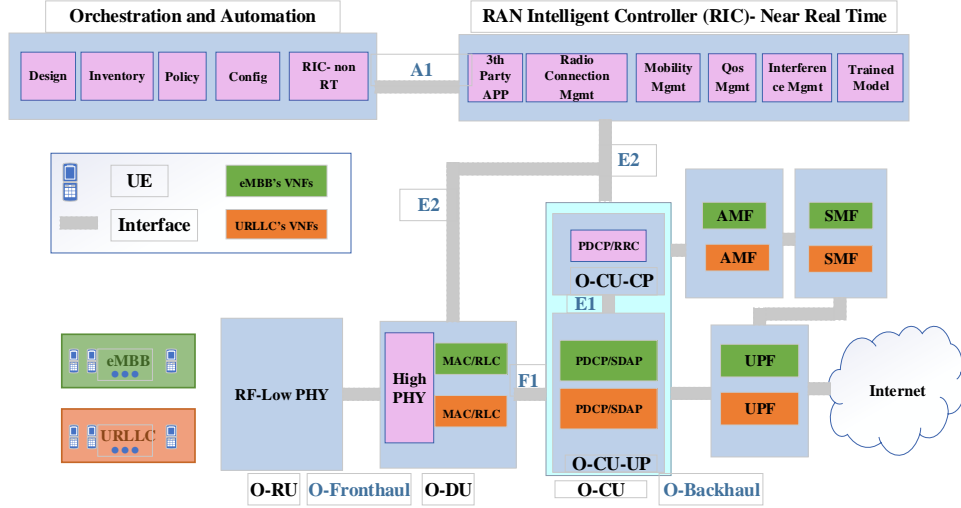 Orchestration and Automation
RAN Intelligent Controller (RIC)- Near Real Time
Design
Inventory
Policy
Config
RIC- non
RT
A1
3th
Party
APP
Radio
Connection
Mgmt
Mobility
Mgmt
Qos
Mgmt
Interferen
ce Mgmt
Trained
Model
UE
eMBB's VNFs
Interface
URLLC's VNFs
E2
E2
AMF
AMF
SMF
SMF
PDCP/RRC
O-CU-CP
E1
eMBB
URLLC
RF-Low PHY
High
PHY
MAC/RLC
MAC/RLC
F1
PDCP/SDAP
PDCP/SDAP
O-CU-UP
UPF
UPF
Internet
O-RU
O-Fronthaul
O-DU
O-CU
O-Backhaul